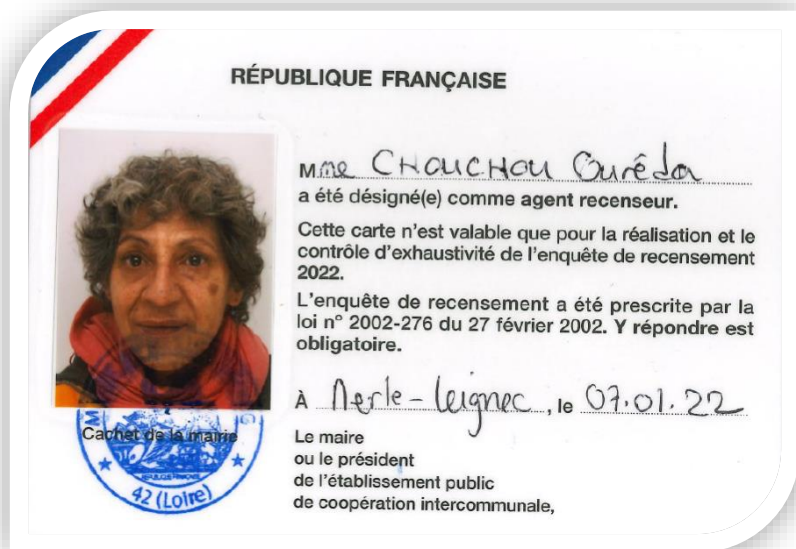 RÉPUBLIQUE FRANÇAISE
Mme CHOUCHOU Ourêda
a été désigné(e) comme agent recenseur.
Cette carte n'est valable que pour la réalisation et le
contrôle d'exhaustivité de l'enquête de recensement
2022.
L'enquête de recensement a été prescrite par la
loi n° 2002-276 du 27 février 2002. Y répondre est
obligatoire.
À Merle-Leignec, le 07.01.22
Cachet de la mairie
RÉPUBLIQUE FRANÇAISE
42 (Loire)
Le maire
ou le président
de l'établissement public
de coopération intercommunale,